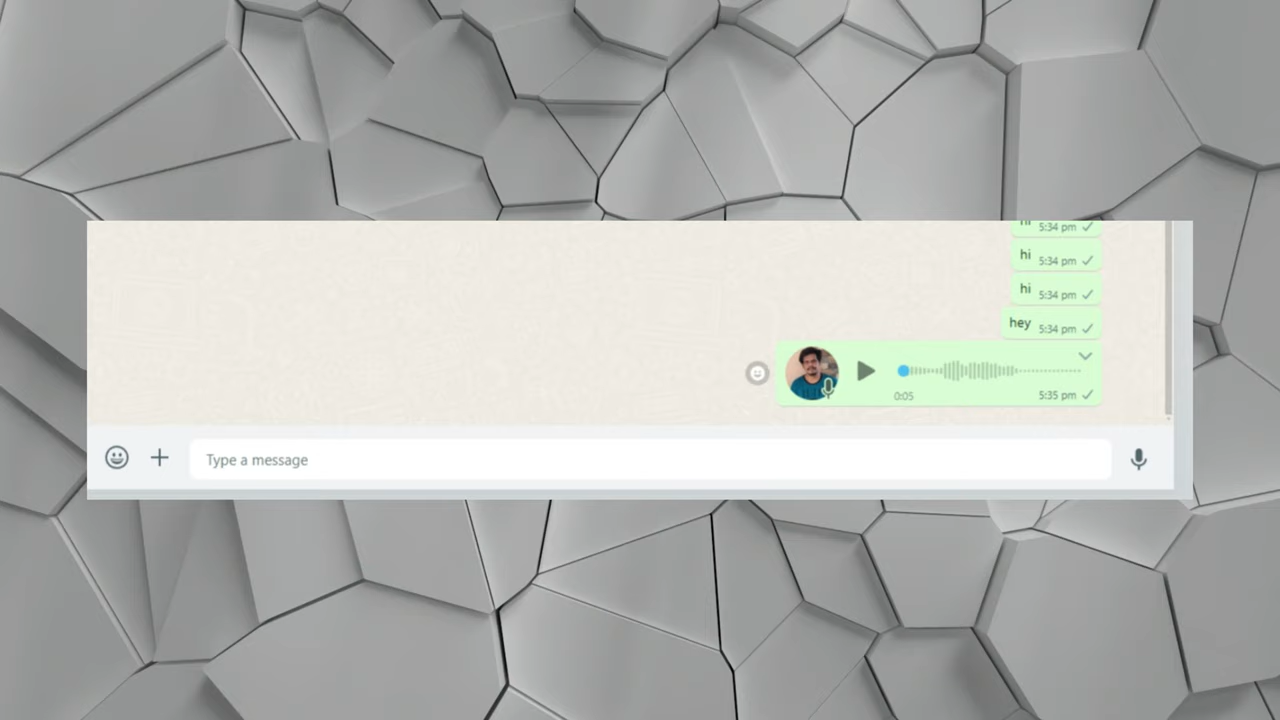 5:34 pm
hi 5:34 pm
hi 5:34 pm
hey 5:34 pm
0:05 5:35 pm
Type a message